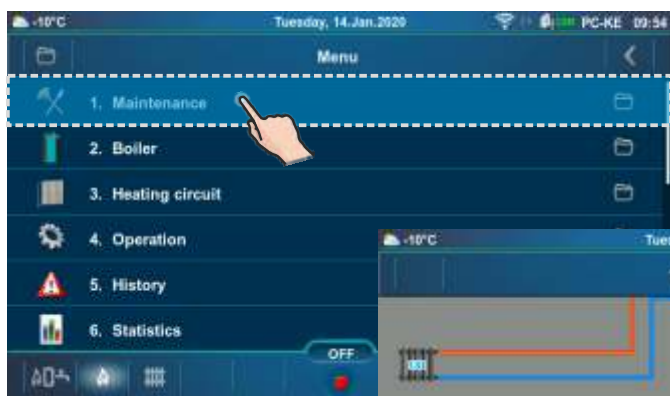 -10°C Tuesday, 14.Jan.2020 PC-KE 09:54
Menu
1. Maintenance
2. Boiler
3. Heating circuit
4. Operation
5. History
6. Statistics
OFF
-10°C Tues